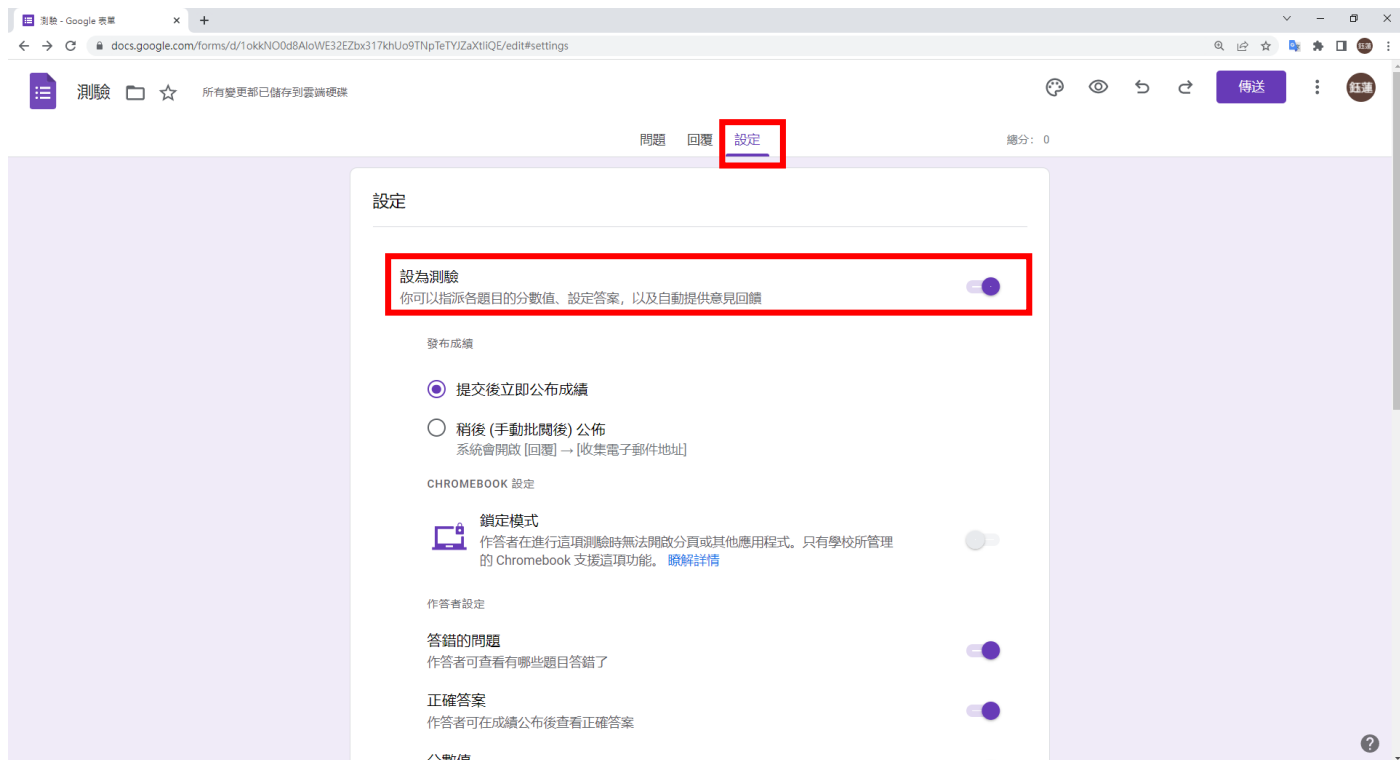 測驗 - Google 表單
docs.google.com/forms/d/1okkNO0d8AloWE32EZbx317khUo9TNpTeTYJZaXtIiQE/edit#settings
測驗
所有變更都已儲存到雲端硬碟
傳送
鈺蓮
問題 回覆 設定
總分: 0
設定
設為測驗
你可以指派各題目的分數值、設定答案，以及自動提供意見回饋
發布成績
提交後立即公布成績
稍後 (手動批閱後) 公佈
系統會開啟 [回覆] → [收集電子郵件地址]
CHROMEBOOK 設定
鎖定模式
作答者在進行這項測驗時無法開啟分頁或其他應用程式。只有學校所管理
的 Chromebook 支援這項功能。 瞭解詳情
作答者設定
答錯的問題
作答者可查看有哪些題目答錯了
正確答案
作答者可在成績公布後查看正確答案
分數值